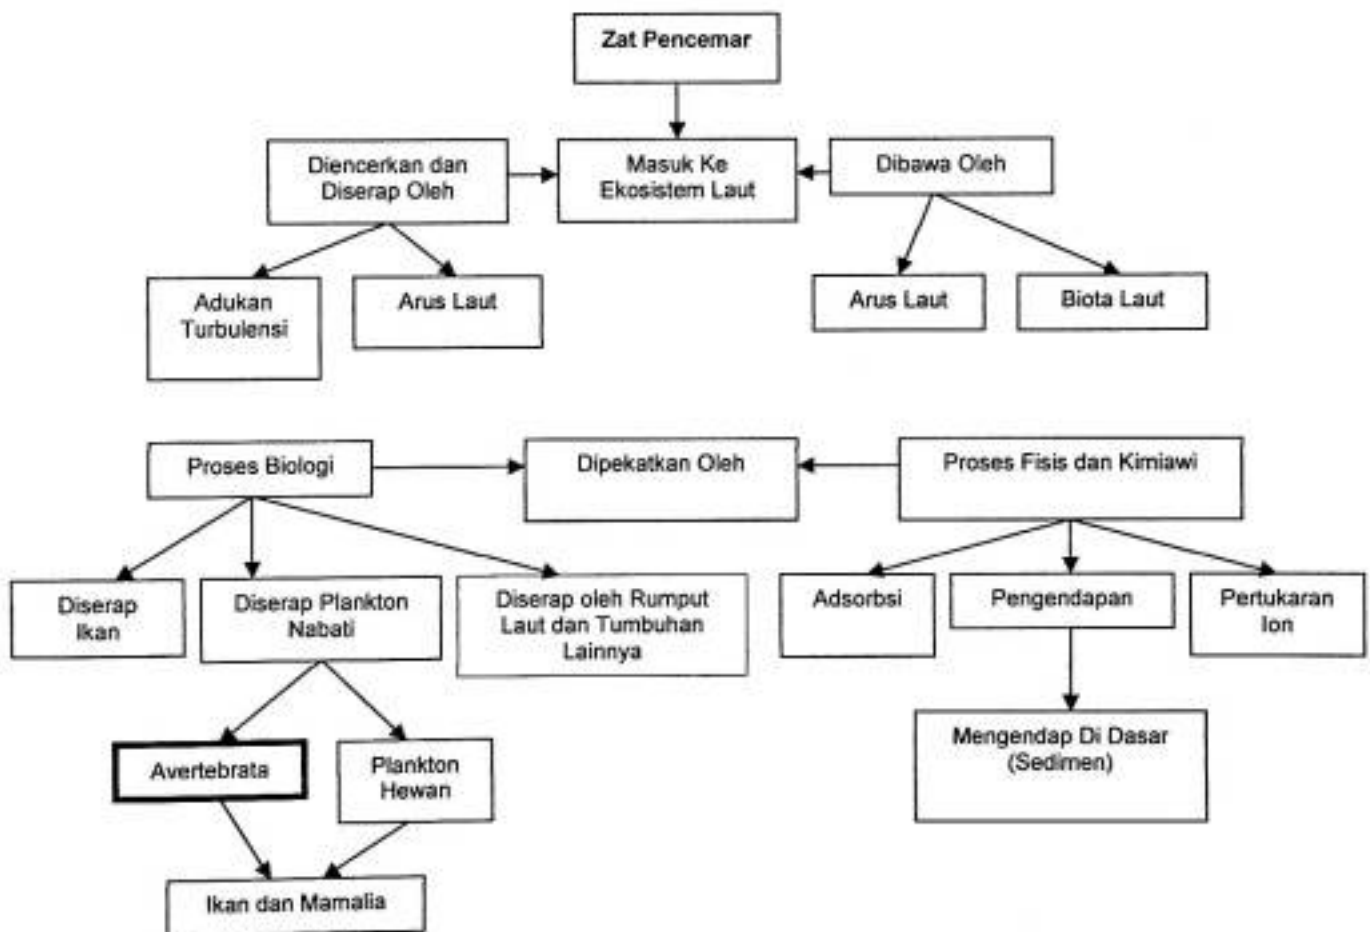 Zat Pencemar
Diencerkan dan
Diserap Oleh
Masuk Ke
Ekosistem Laut
Dibawa Oleh
Adukan
Turbulensi
Arus Laut
Arus Laut
Biota Laut
Proses Biologi
Dipekatkan Oleh
Proses Fisis dan Kimiawi
Diserap
Ikan
Diserap Plankton
Nabati
Diserap oleh Rumput
Laut dan Tumbuhan
Lainnya
Adsorbsi
Pengendapan
Pertukaran
Ion
Avertebrata
Plankton
Hewan
Mengendap Di Dasar
(Sedimen)
Ikan dan Mamalia